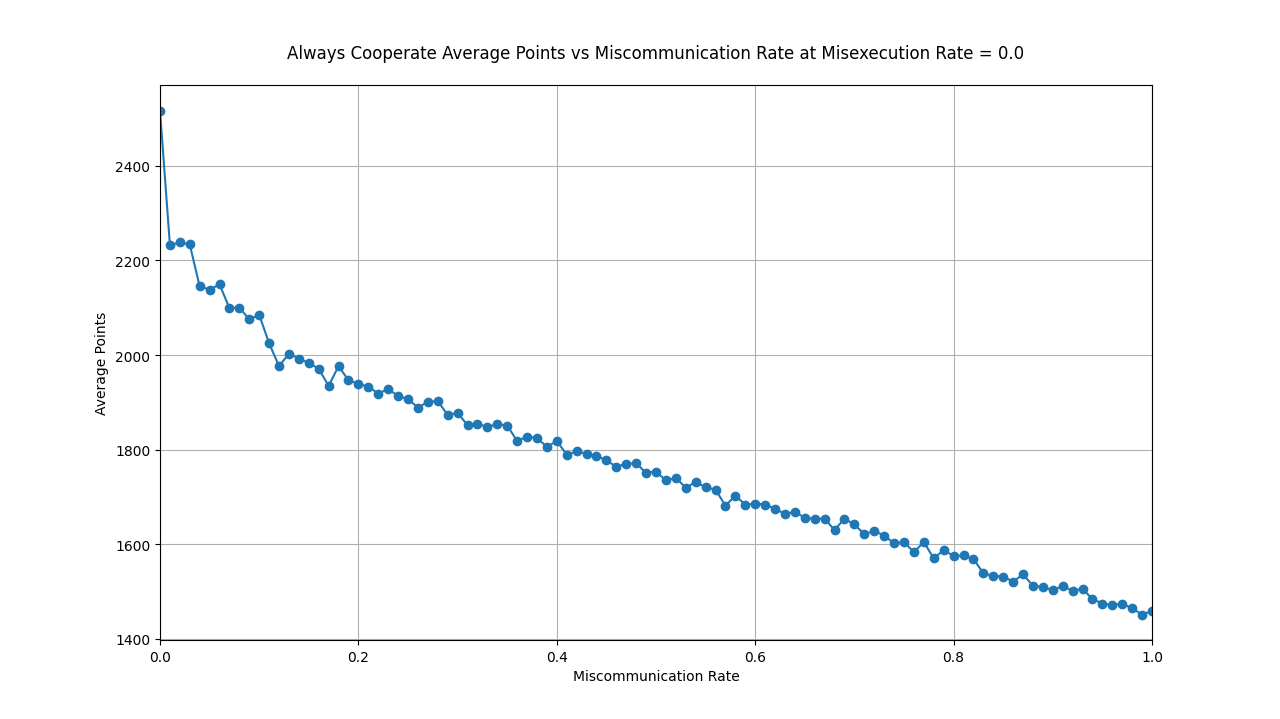 Always Cooperate Average Points vs Miscommunication Rate at Misexecution Rate = 0.0
2400
2200
2000
1800
1600
1400
Average Points
0.0 0.2 0.4 0.6 0.8 1.0
Miscommunication Rate